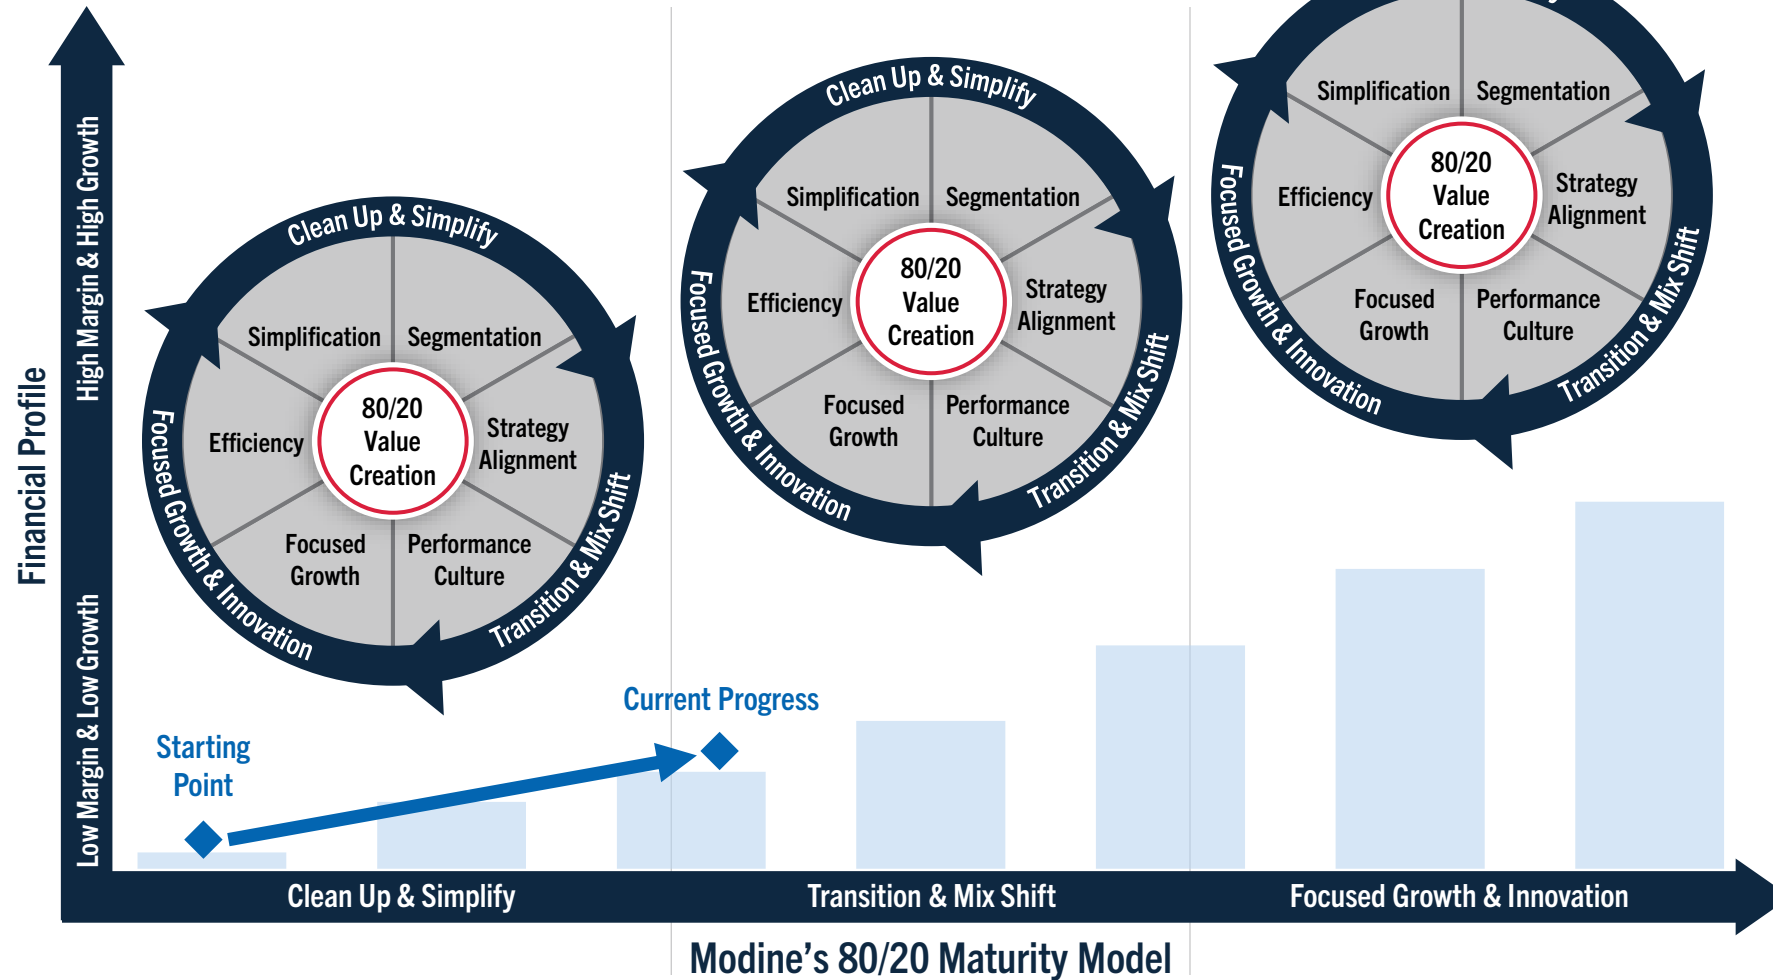 Financial Profile
High Margin & High Growth
Low Margin & Low Growth
Clean Up & Simplify
Transition & Mix Shift
Focused Growth & Innovation
Simplification
Segmentation
Efficiency
Strategy
Alignment
Focused
Growth
Performance
Culture
80/20
Value
Creation
Clean Up & Simplify
Transition & Mix Shift
Focused Growth & Innovation
Simplification
Segmentation
Efficiency
Strategy
Alignment
Focused
Growth
Performance
Culture
80/20
Value
Creation
Transition & Mix Shift
Focused Growth & Innovation
Simplification
Segmentation
Efficiency
Strategy
Alignment
Focused
Growth
Performance
Culture
80/20
Value
Creation
Starting
Point
Current Progress
Clean Up & Simplify
Transition & Mix Shift
Focused Growth & Innovation
Modine’s 80/20 Maturity Model